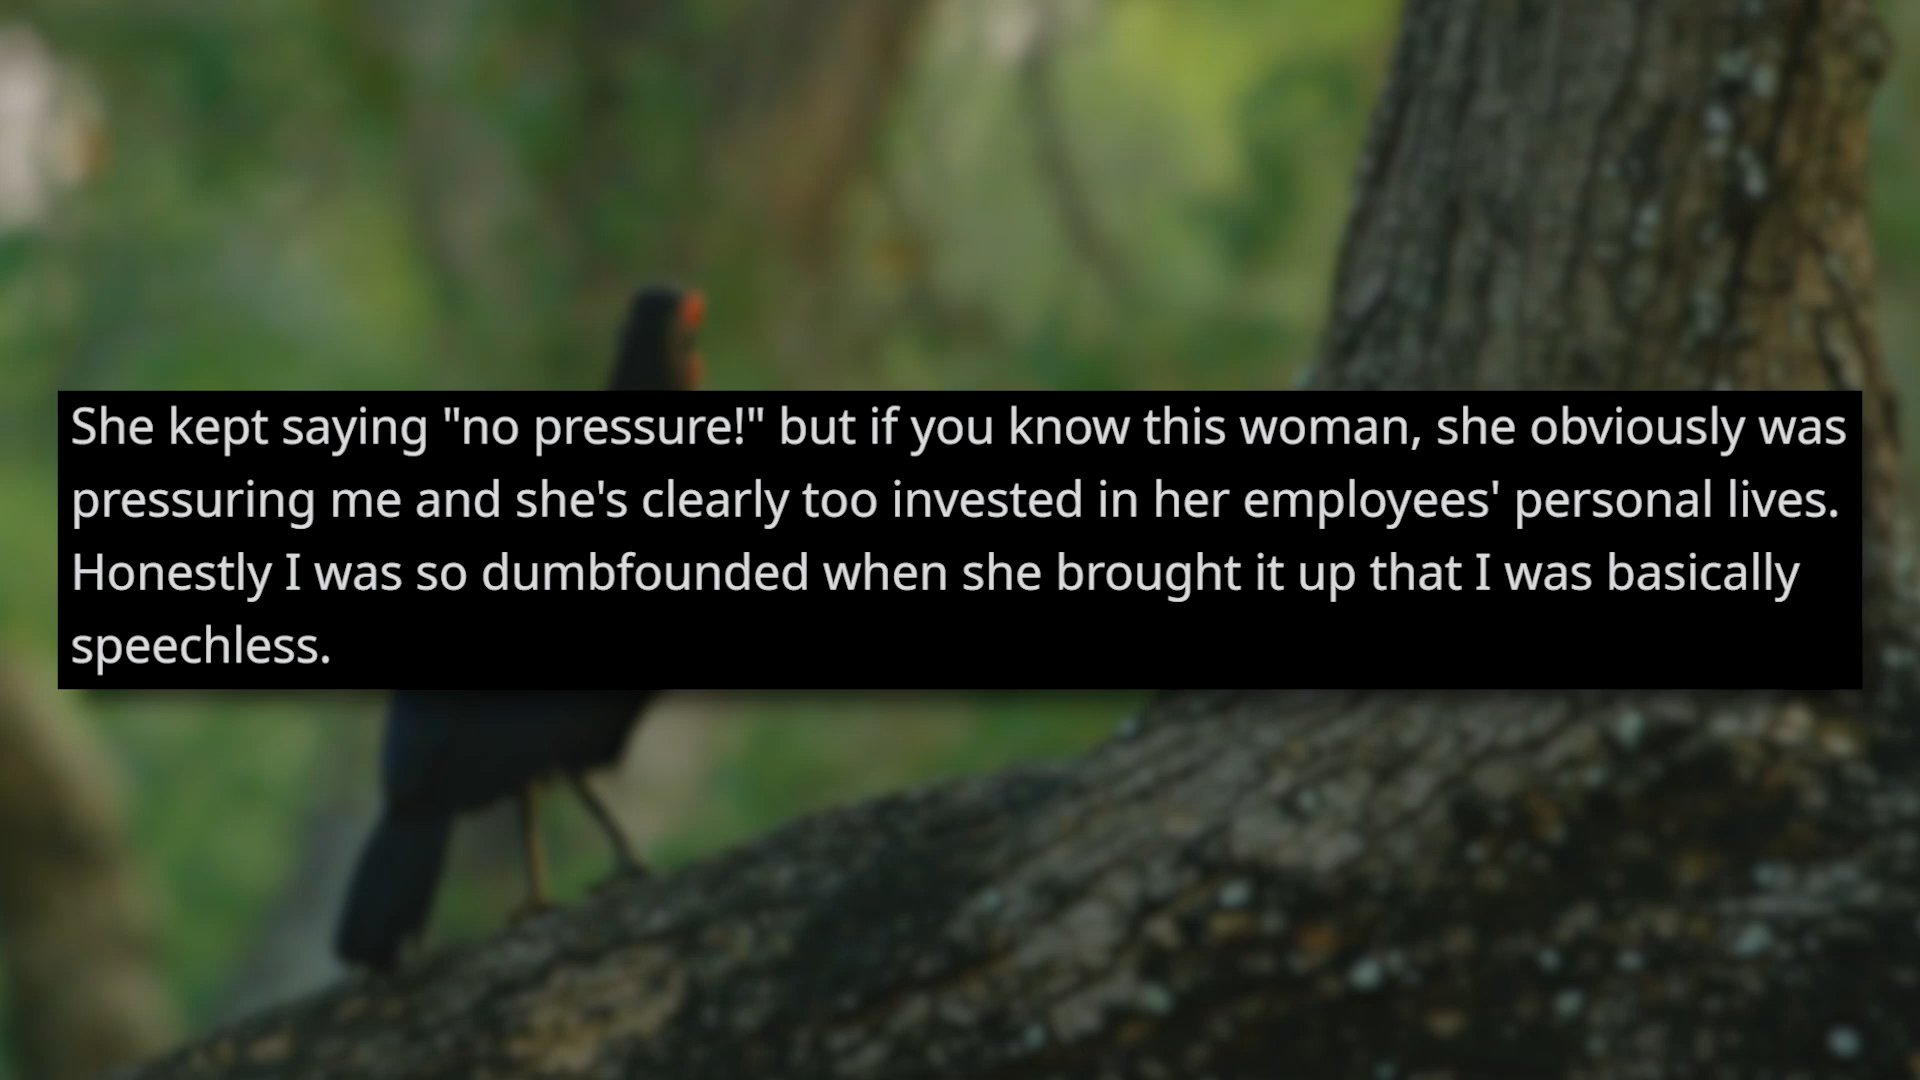 She kept saying "no pressure!" but if you know this woman, she obviously was
pressuring me and she's clearly too invested in her employees' personal lives.
Honestly I was so dumbfounded when she brought it up that I was basically
speechless.